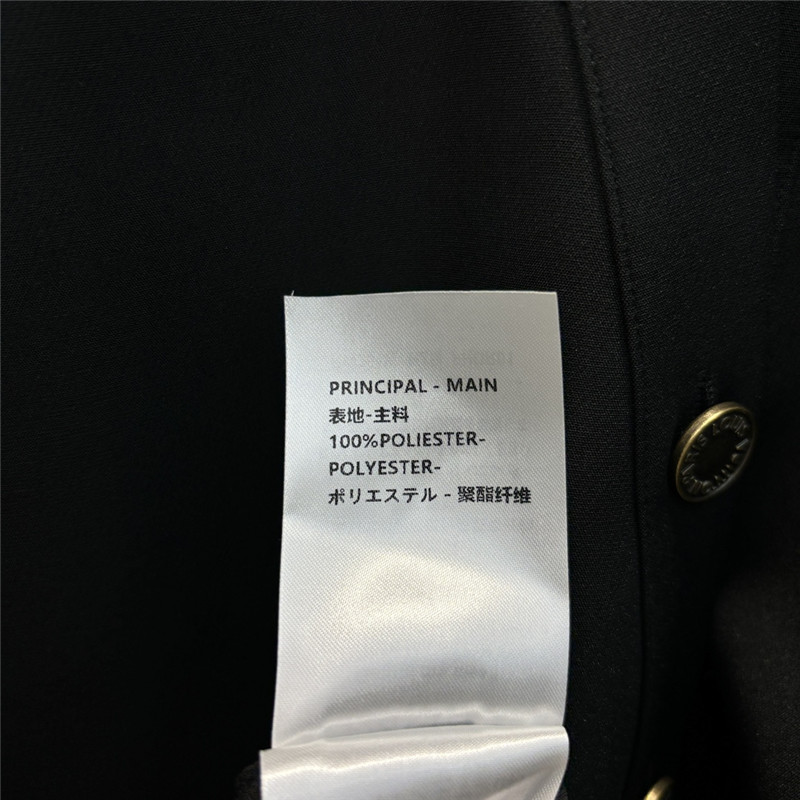 PRINCIPAL - MAIN
表地-主料
100%POLIESTER-
POLYESTER-
ポリエステル - 聚酯纤维